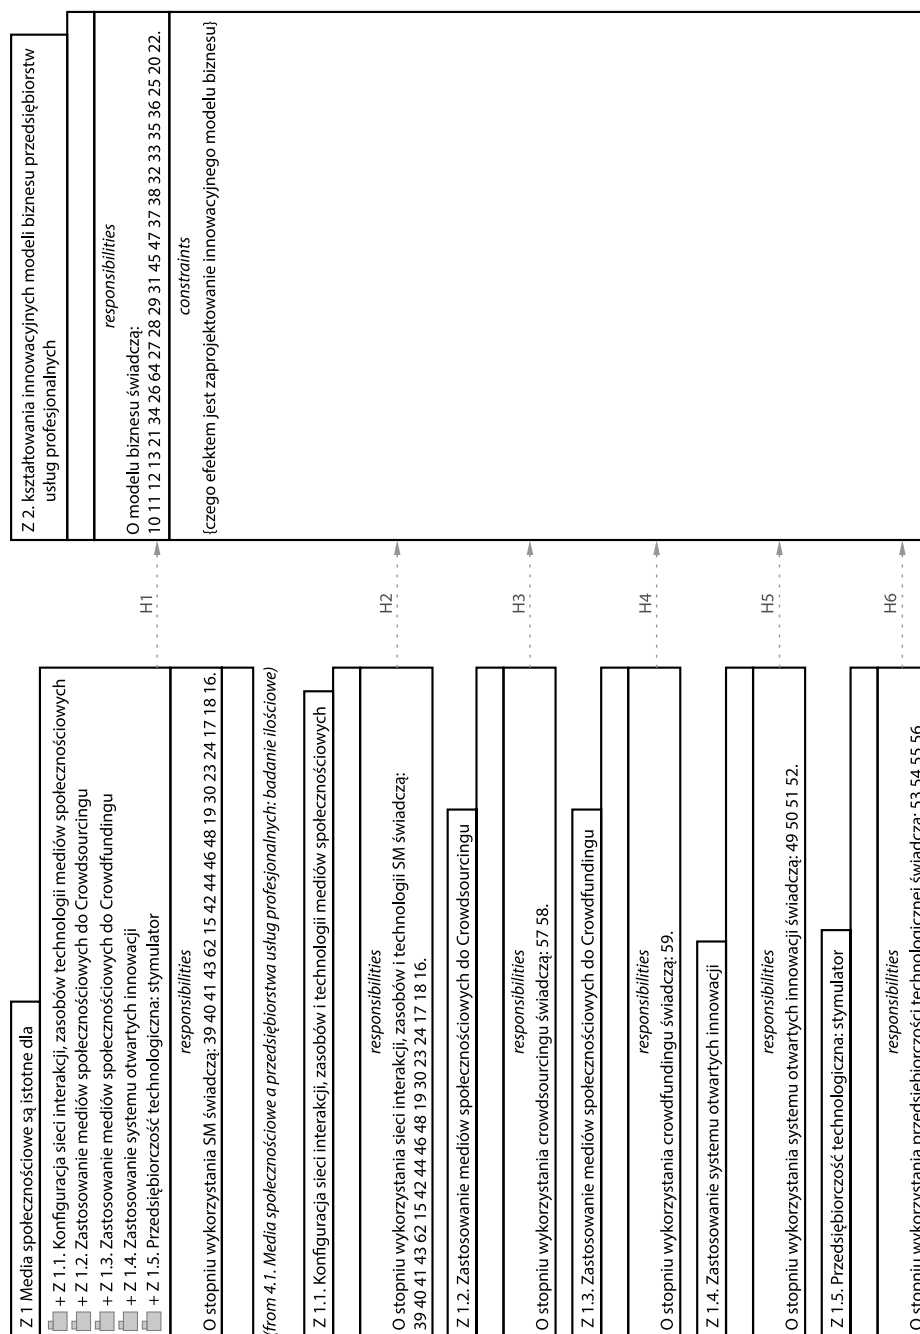 Z 1 Media społecznościowe są istotne dla
+ Z 1.1. Konfiguracja sieci interakcji, zasobów technologii mediów społecznościowych
+ Z 1.2. Zastosowanie mediów społecznościowych do Crowdsourcingu
+ Z 1.3. Zastosowanie mediów społecznościowych do Crowdfundingu
+ Z 1.4. Zastosowanie systemu otwartych innowacji
+ Z 1.5. Przedsiębiorczość technologiczna: stymulator
responsibilities
O stopniu wykorzystania SM świadczą: 39 40 41 43 62 15 42 44 46 48 19 30 23 24 17 18 16.
(from 4.1. Media społecznościowe a przedsiębiorstwa usług profesjonalnych: badanie ilościowe)
Z 1.1. Konfiguracja sieci interakcji, zasobów i technologii mediów społecznościowych
responsibilities
O stopniu wykorzystania sieci interakcji, zasobów i technologii SM świadczą:
39 40 41 43 62 15 42 44 46 48 19 30 23 24 17 18 16.
Z 1.2. Zastosowanie mediów społecznościowych do Crowdsourcingu
responsibilities
O stopniu wykorzystania crowdsourcingu świadczą: 57 58.
Z 1.3. Zastosowanie mediów społecznościowych do Crowdfundingu
responsibilities
O stopniu wykorzystania crowdfundingu świadczą: 59.
Z 1.4. Zastosowanie systemu otwartych innowacji
responsibilities
O stopniu wykorzystania systemu otwartych innowacji świadczą: 49 50 51 52.
Z 1.5. Przedsiębiorczość technologiczna: stymulator
responsibilities
O stopniu wykorzystania przedsiębiorczości technologicznej świadczą: 53 54 55 56
H1
H2
H3
H4
H5
H6
Z 2. kształtowania innowacyjnych modeli biznesu przedsiębiorstw
usług profesjonalnych
responsibilities
O modelu biznesu świadczą:
10 11 12 13 21 34 26 64 27 28 29 31 45 47 37 38 32 33 35 36 25 20 22.
constraints
{czego efektem jest zaprojektowanie innowacyjnego modelu biznesu}